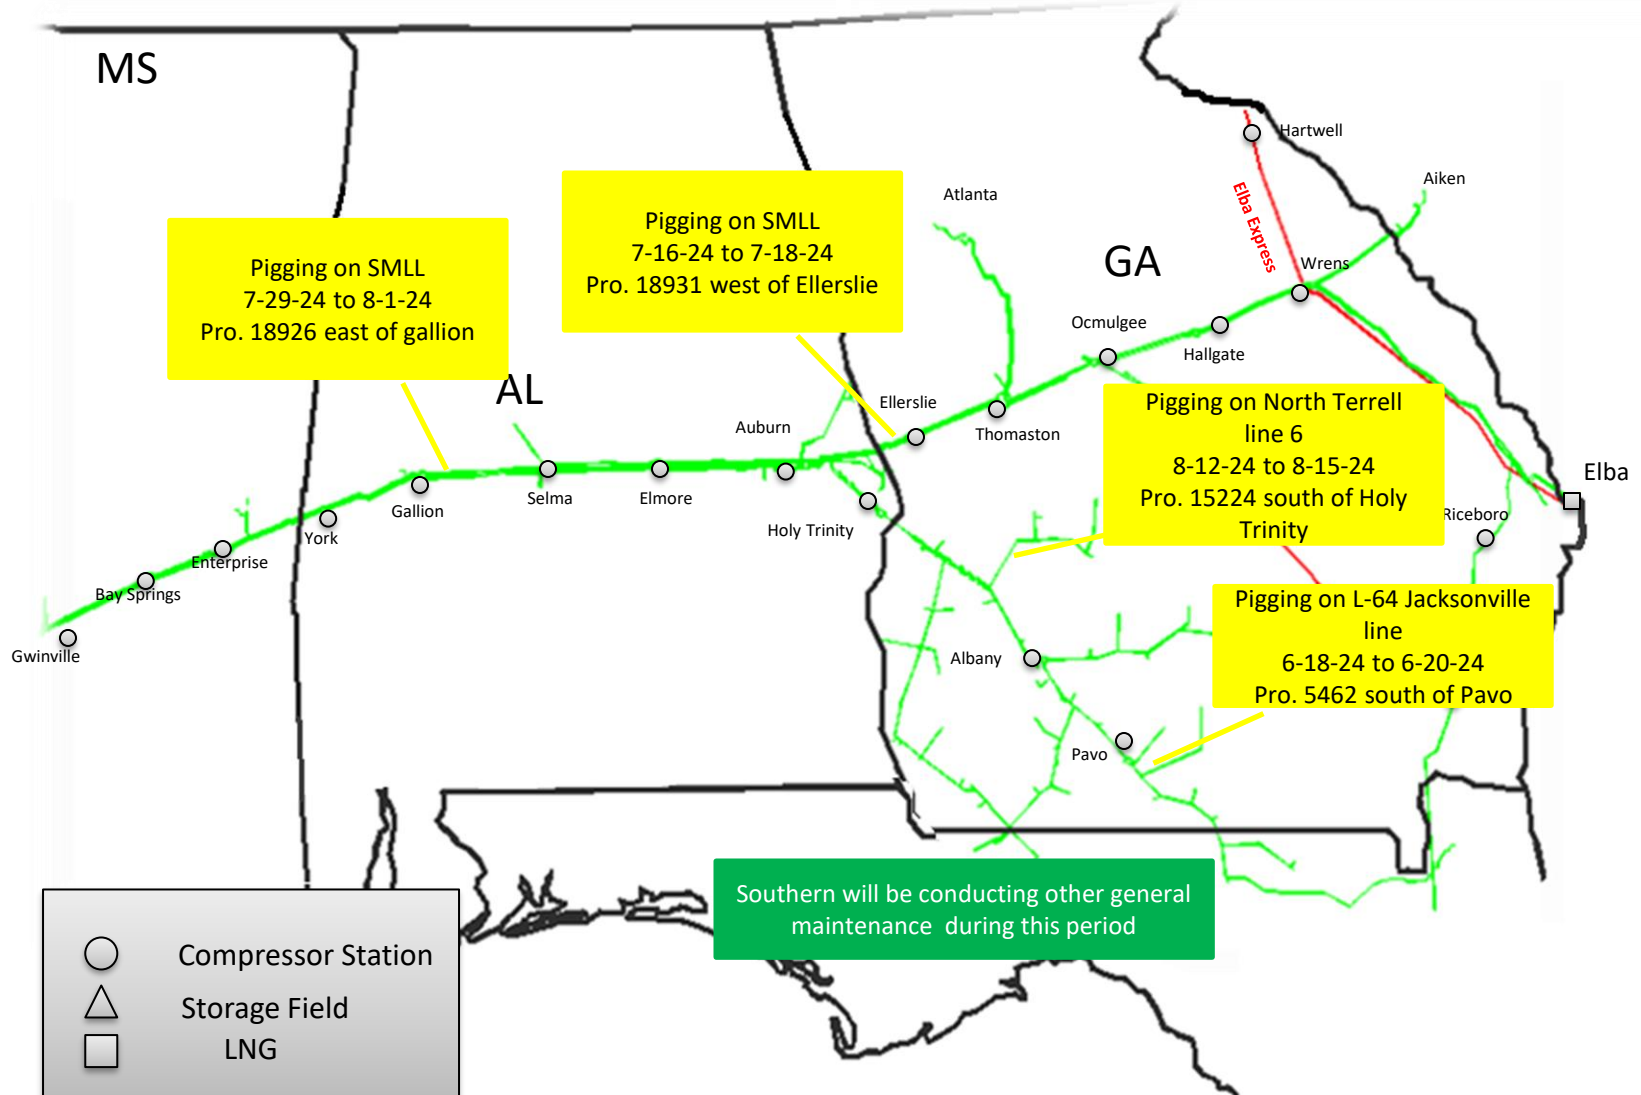 MS
Hartwell
Aiken
Atlanta
Elba Express
Pigging on SMLL
7-16-24 to 7-18-24
Pro. 18931 west of Ellerslie
GA
Wrens
Pigging on SMLL
7-29-24 to 8-1-24
Pro. 18926 east of gallion
Ocmulgee
Hallgate
AL
Ellerslie
Auburn
Thomaston
Pigging on North Terrell
line 6
8-12-24 to 8-15-24
Pro. 15224 south of Holy
Trinity
Elba
Selma
Elmore
Gallion
Riceboro
Holy Trinity
York
Enterprise
Bay Springs
Pigging on L-64 Jacksonville
line
6-18-24 to 6-20-24
Pro. 5462 south of Pavo
Gwinville
Albany
Pavo
Southern will be conducting other general
maintenance during this period
Compressor Station
Storage Field
LNG